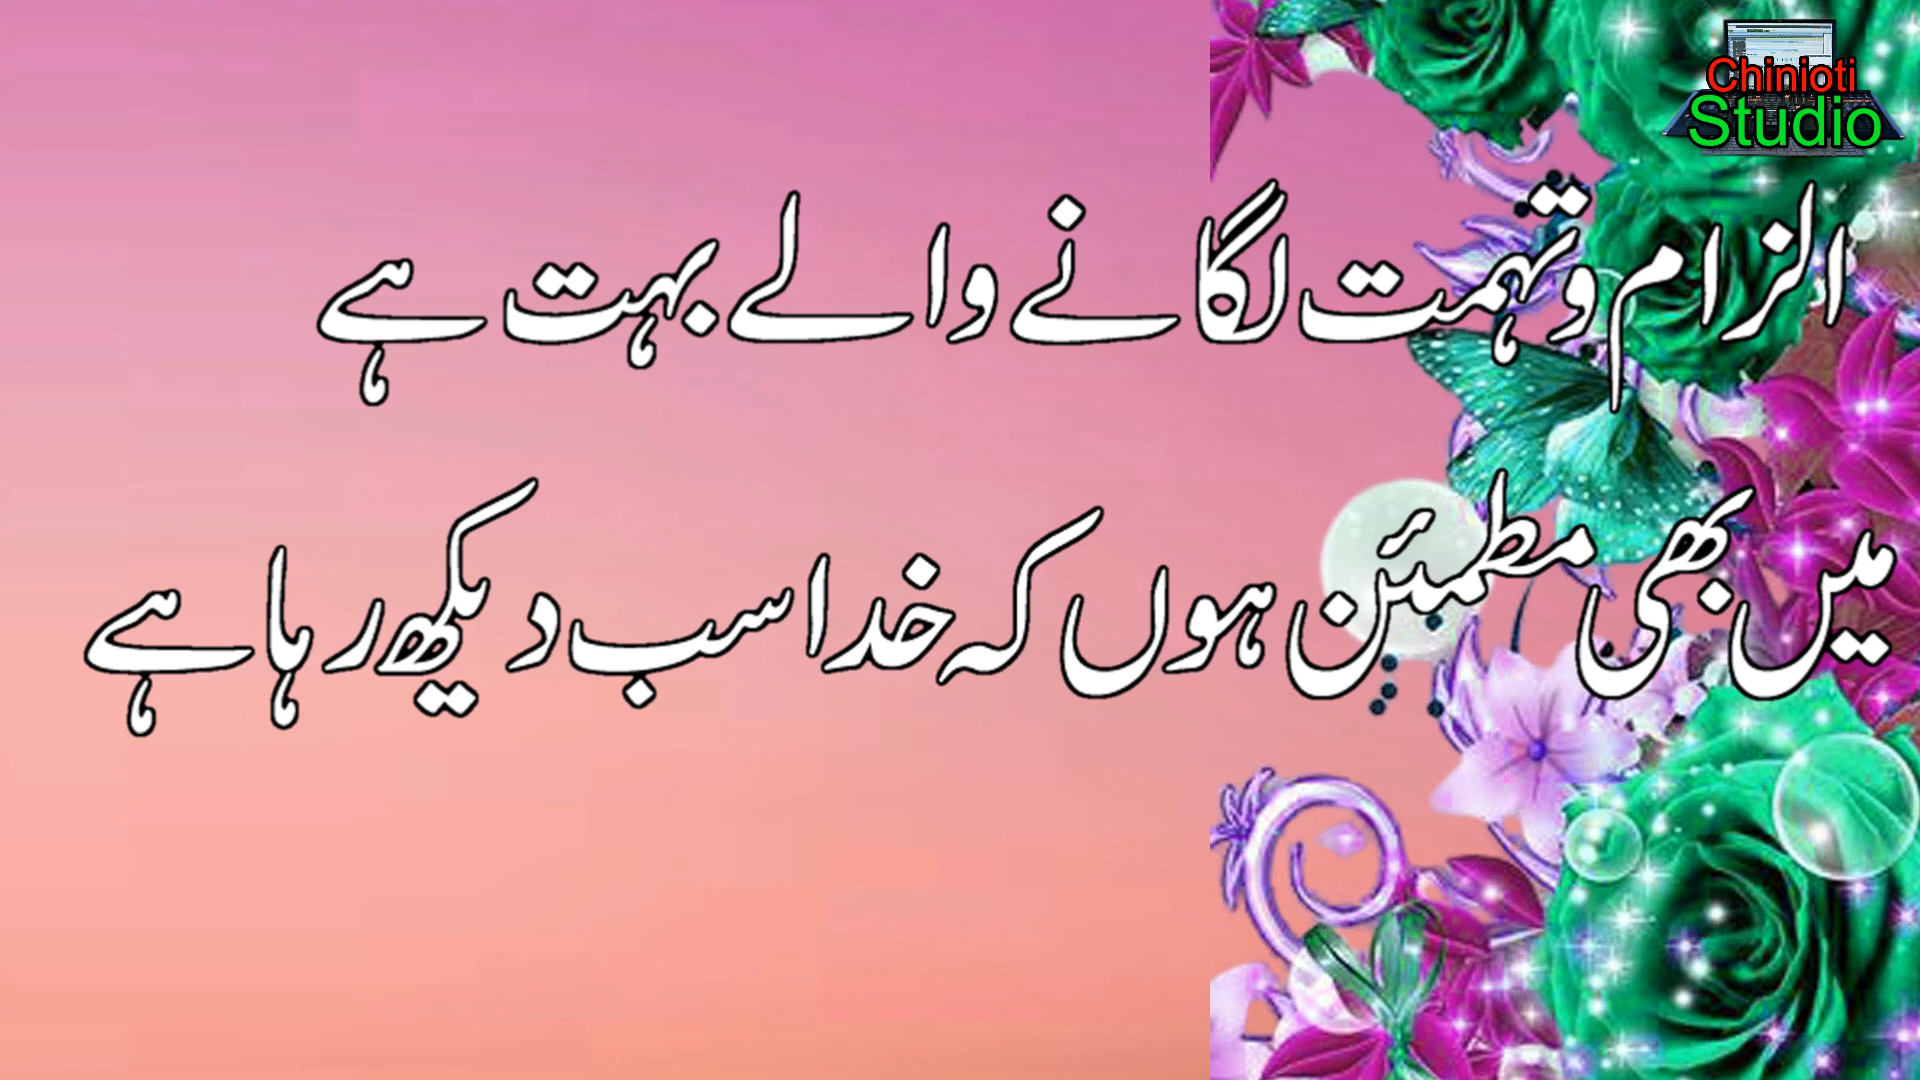 Chinioti
Studio
الزام و تہمت لگانے والے بہت ہے
میں بھی مطمئن ہوں کہ خدا سب دیکھ رہا ہے